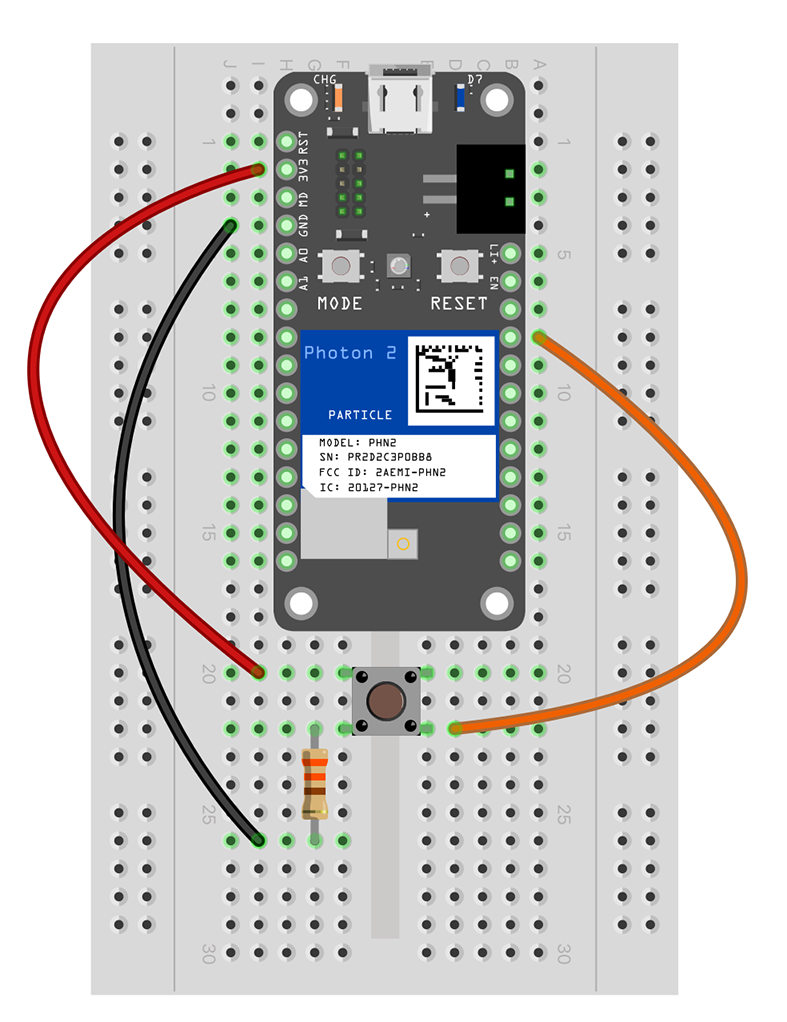 J I H G F E D C B A
CHG D7
1 1
RST
3V3
MD
GND
A0
A1
+
LI+
EN
5
MODE RESET
Photon 2
10 10
PARTICLE
MODEL: PHN2
SN: PR2D2C3POBB8
FCC ID: 2AEMI-PHN2
IC: 20127-PHN2
15 15
20 20
25 25
30 30